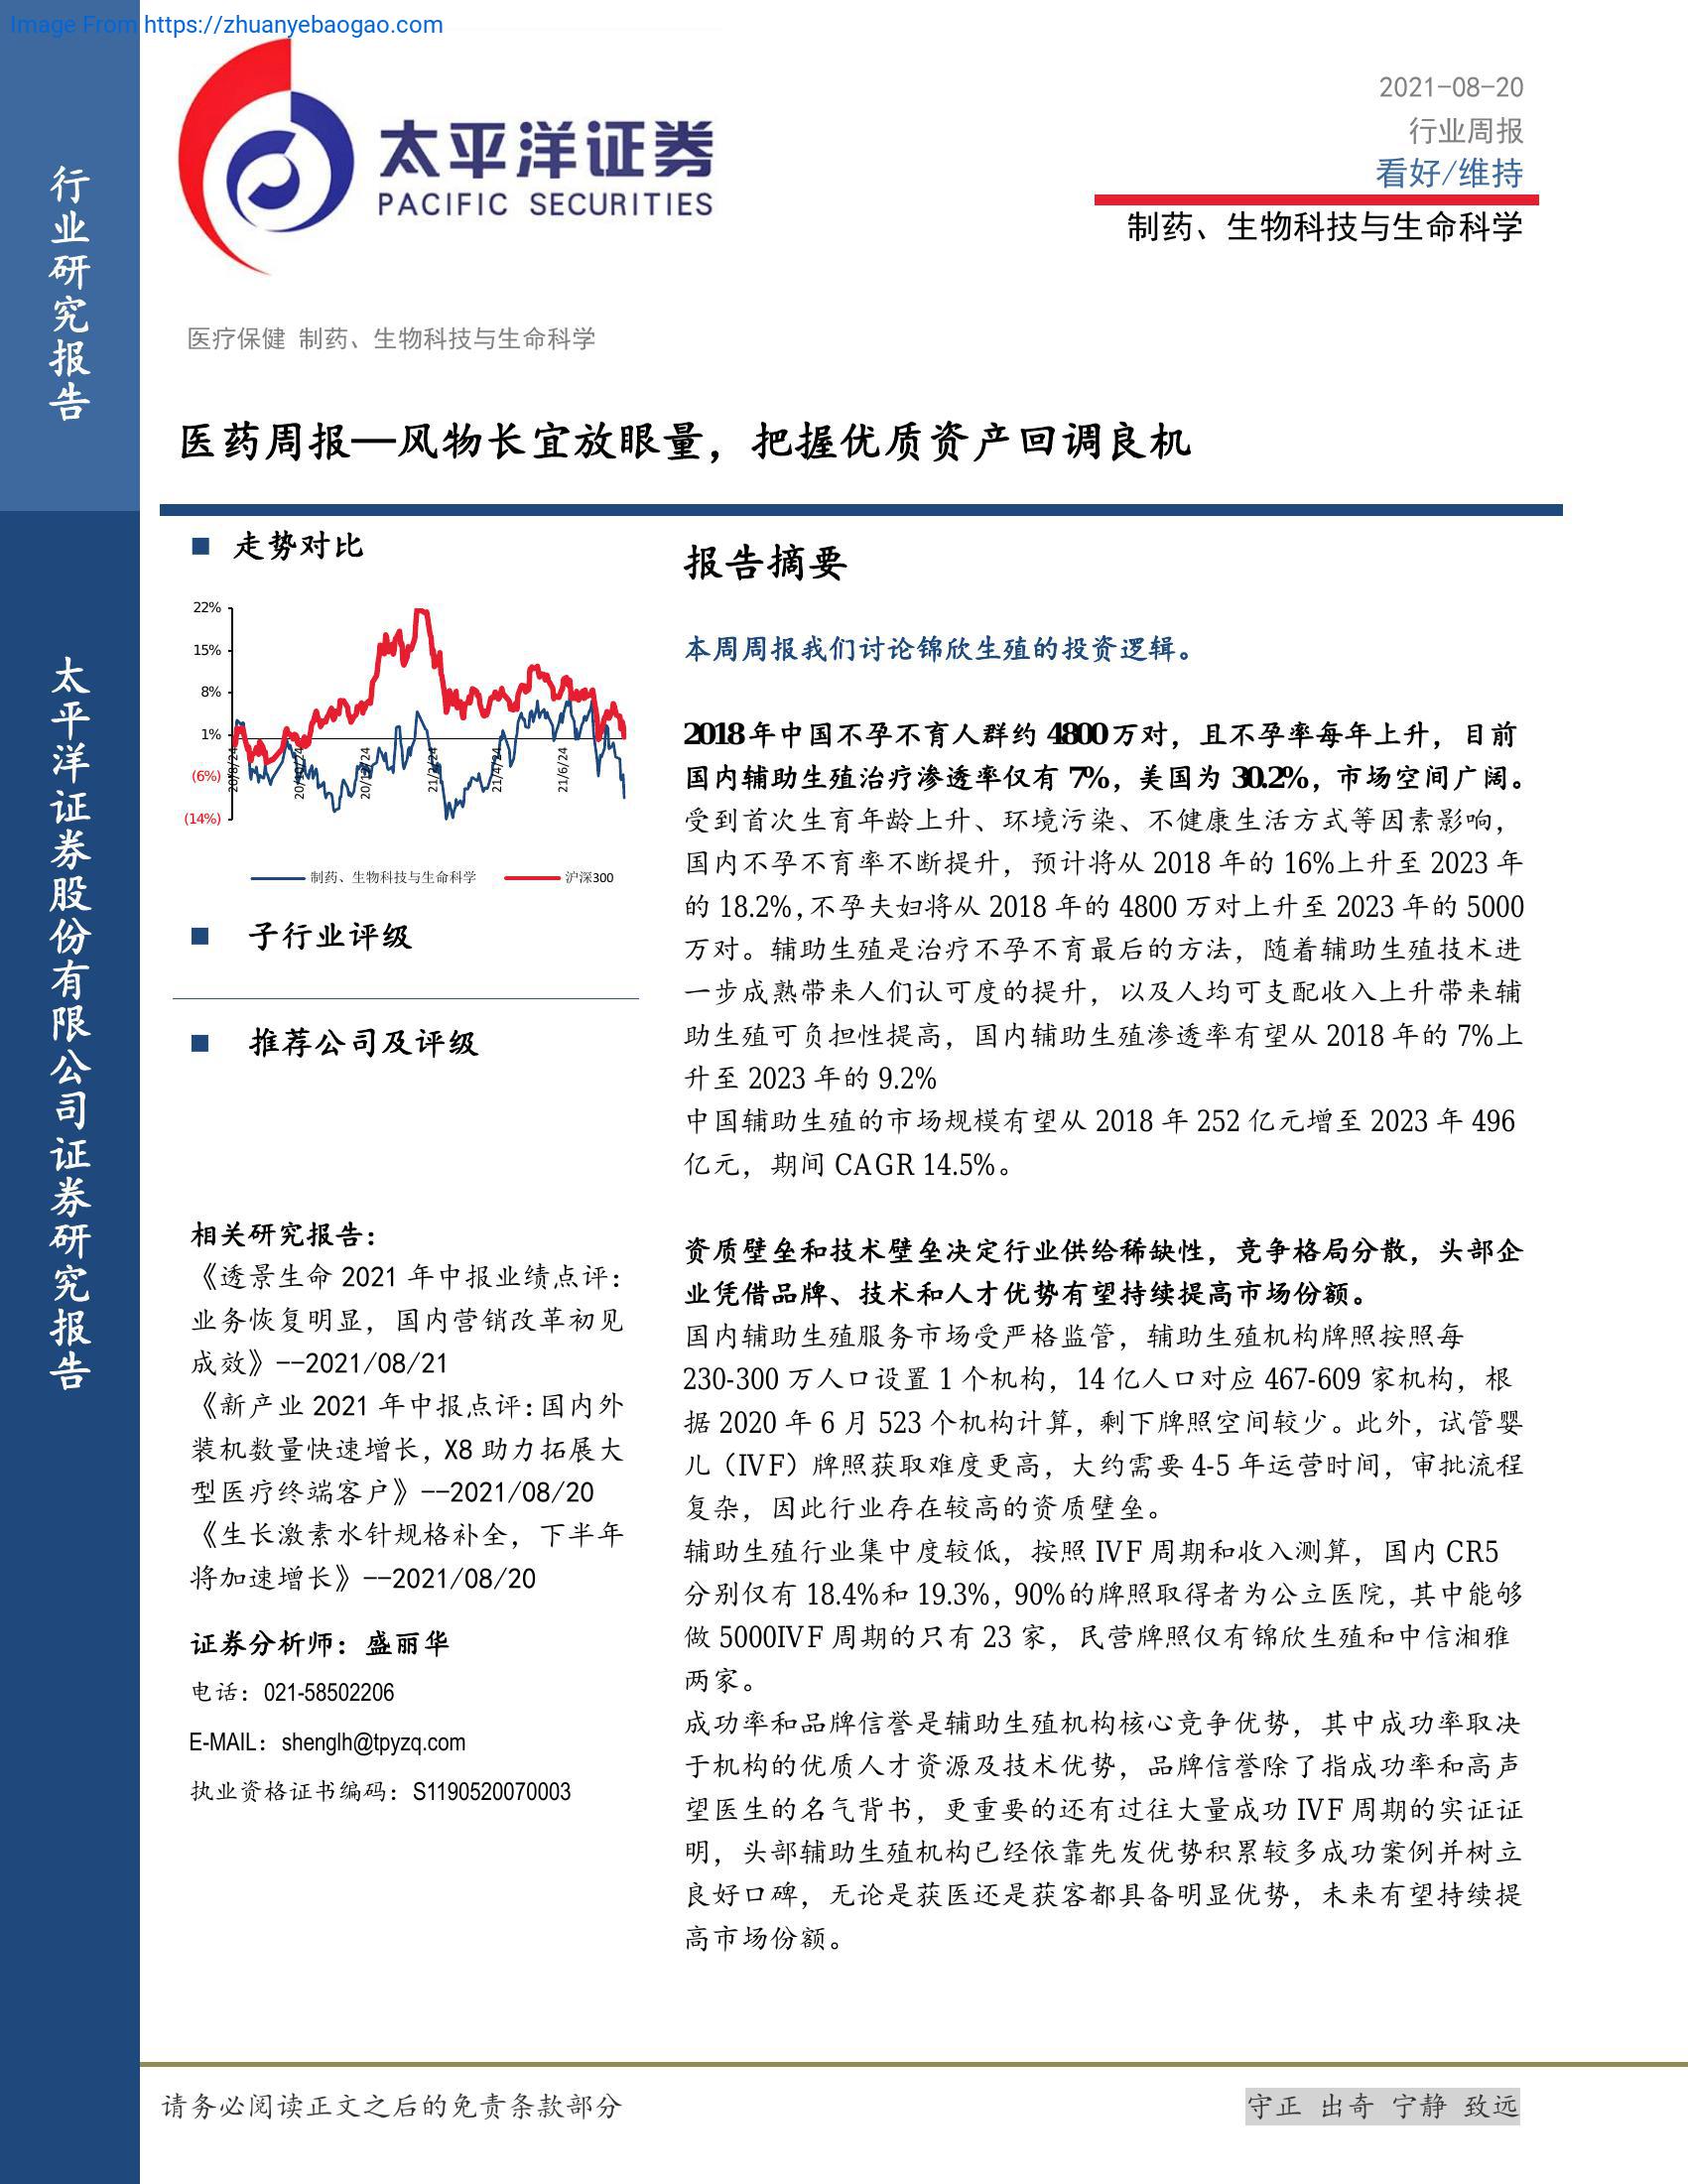 Image From https://zhuanyebaogao.com
行业研究报告
太平洋证券股份有限公司证券研究报告
太平洋证券
PACIFIC SECURITIES
2021-08-20
行业周报
看好/维持
制药、生物科技与生命科学
医疗保健 制药、生物科技与生命科学
医药周报—风物长宜放眼量，把握优质资产回调良机
走势对比
22%
15%
8%
1%
(6%)
(14%)
20/8/24
20/10/24
20/12/24
21/2/24
21/4/24
21/6/24
制药、生物科技与生命科学
沪深300
子行业评级
推荐公司及评级
相关研究报告：
《透景生命 2021 年中报业绩点评：
业务恢复明显，国内营销改革初见
成效》--2021/08/21
《新产业 2021 年中报点评：国内外
装机数量快速增长，X8 助力拓展大
型医疗终端客户》--2021/08/20
《生长激素水针规格补全，下半年
将加速增长》--2021/08/20
证券分析师：盛丽华
电话：021-58502206
E-MAIL：shenglh@tpyzq.com
执业资格证书编码：S1190520070003
报告摘要
本周周报我们讨论锦欣生殖的投资逻辑。
2018年中国不孕不育人群约 4800万对，且不孕率每年上升，目前
国内辅助生殖治疗渗透率仅有 7%，美国为 30.2%，市场空间广阔。
受到首次生育年龄上升、环境污染、不健康生活方式等因素影响，
国内不孕不育率不断提升，预计将从 2018 年的 16%上升至 2023 年
的 18.2%，不孕夫妇将从 2018 年的 4800 万对上升至 2023 年的 5000
万对。辅助生殖是治疗不孕不育最后的方法，随着辅助生殖技术进
一步成熟带来人们认可度的提升，以及人均可支配收入上升带来辅
助生殖可负担性提高，国内辅助生殖渗透率有望从 2018 年的 7%上
升至 2023 年的 9.2%
中国辅助生殖的市场规模有望从 2018 年 252 亿元增至 2023 年 496
亿元，期间 CAGR 14.5%。
资质壁垒和技术壁垒决定行业供给稀缺性，竞争格局分散，头部企
业凭借品牌、技术和人才优势有望持续提高市场份额。
国内辅助生殖服务市场受严格监管，辅助生殖机构牌照按照每
230-300 万人口设置 1 个机构，14 亿人口对应 467-609 家机构，根
据 2020 年 6 月 523 个机构计算，剩下牌照空间较少。此外，试管婴
儿（IVF）牌照获取难度更高，大约需要 4-5 年运营时间，审批流程
复杂，因此行业存在较高的资质壁垒。
辅助生殖行业集中度较低，按照 IVF 周期和收入测算，国内 CR5
分别仅有 18.4%和 19.3%，90%的牌照取得者为公立医院，其中能够
做 5000IVF 周期的只有 23 家，民营牌照仅有锦欣生殖和中信湘雅
两家。
成功率和品牌信誉是辅助生殖机构核心竞争优势，其中成功率取决
于机构的优质人才资源及技术优势，品牌信誉除了指成功率和高声
望医生的名气背书，更重要的还有过往大量成功 IVF 周期的实证证
明，头部辅助生殖机构已经依靠先发优势积累较多成功案例并树立
良好口碑，无论是获医还是获客都具备明显优势，未来有望持续提
高市场份额。
请务必阅读正文之后的免责条款部分
守正 出奇 宁静 致远